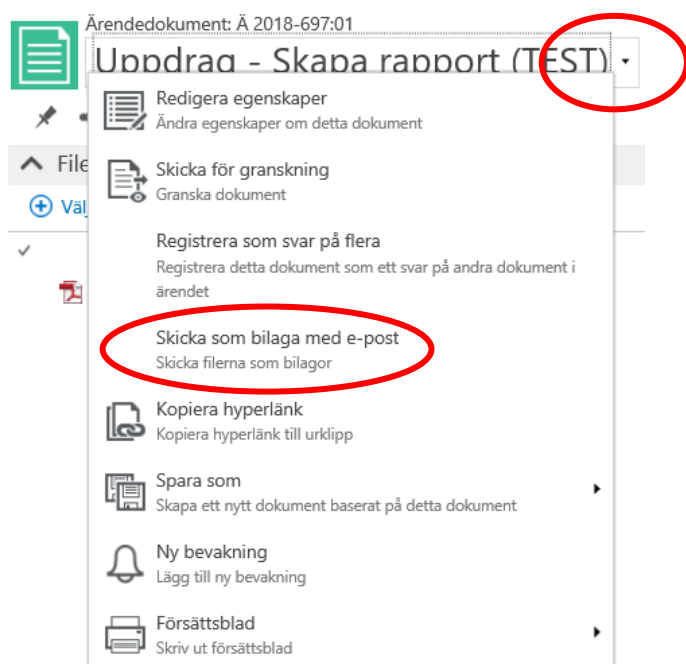 Ärendedokument: Ä 2018-697:01
Uppdrag - Skapa rapport (TEST)
Redigera egenskaper
Ändra egenskaper om detta dokument
File
Skicka för granskning
Granska dokument
Väl
Registrera som svar på flera
Registrera detta dokument som ett svar på andra dokument i
ärendet
Skicka som bilaga med e-post
Skicka filerna som bilagor
Kopiera hyperlänk
Kopiera hyperlänk till urklipp
Spara som
Skapa ett nytt dokument baserat på detta dokument
Ny bevakning
Lägg till ny bevakning
Försättsblad
Skriv ut försättsblad